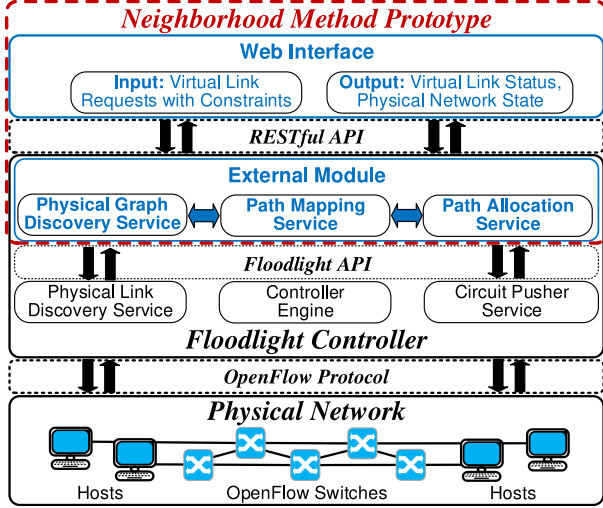 Neighborhood Method Prototype
Web Interface
Input: Virtual Link
Requests with Constraints
Output: Virtual Link Status,
Physical Network State
RESTful API
External Module
Physical Graph
Discovery Service
Path Mapping
Service
Path Allocation
Service
Floodlight API
Physical Link
Discovery Service
Controller
Engine
Circuit Pusher
Service
Floodlight Controller
OpenFlow Protocol
Physical Network
Hosts
OpenFlow Switches
Hosts